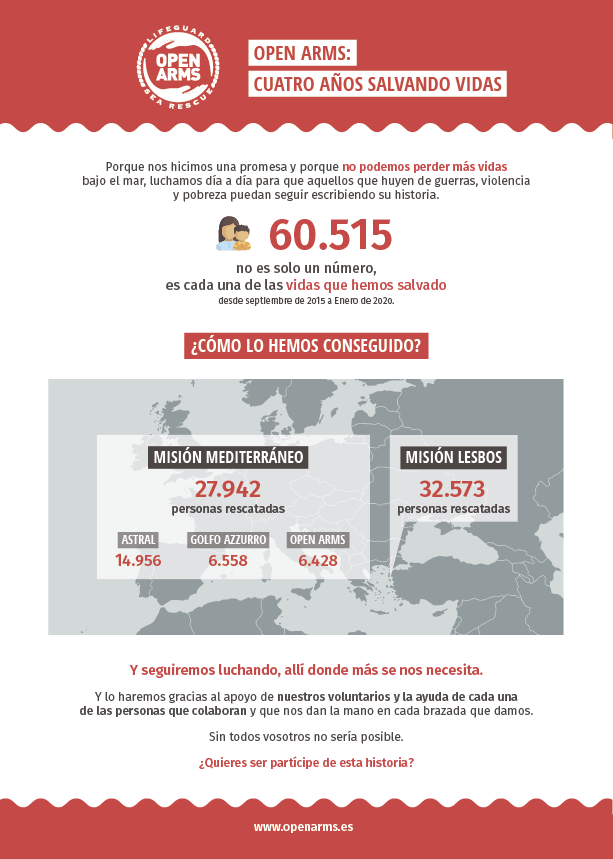 LIFEGUARD
OPEN
ARMS
SEA RESCUE
OPEN ARMS:
CUATRO AÑOS SALVANDO VIDAS
Porque nos hicimos una promesa y porque no podemos perder más vidas
bajo el mar, luchamos día a día para que aquellos que huyen de guerras, violencia
y pobreza puedan seguir escribiendo su historia.
60.515
no es solo un número,
es cada una de las vidas que hemos salvado
desde septiembre de 2015 a Enero de 2020.
¿CÓMO LO HEMOS CONSEGUIDO?
MISIÓN MEDITERRÁNEO
27.942
personas rescatadas
ASTRAL
14.956
GOLFO AZZURRO
6.558
OPEN ARMS
6.428
MISIÓN LESBOS
32.573
personas rescatadas
Y seguiremos luchando, allí donde más se nos necesita.
Y lo haremos gracias al apoyo de nuestros voluntarios y la ayuda de cada una
de las personas que colaboran y que nos dan la mano en cada brazada que damos.
Sin todos vosotros no sería posible.
¿Quieres ser partícipe de esta historia?
www.openarms.es